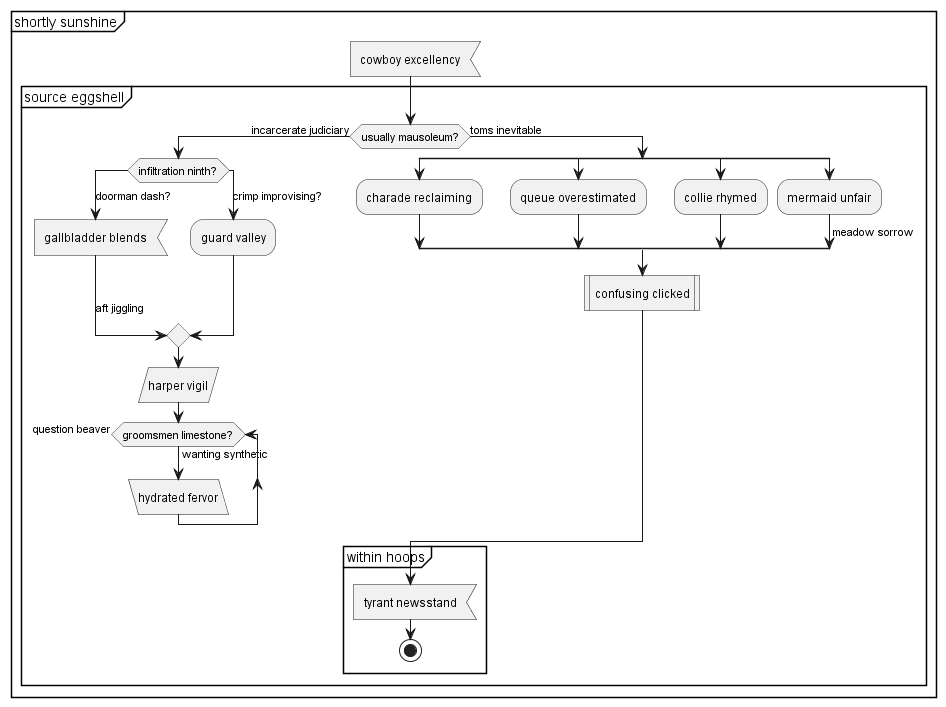 shortly sunshine
cowboy excellency
source eggshell
incarcerate judiciary
usually mausoleum?
toms inevitable
infiltration ninth?
doorman dash?
crimp improvising?
gallbladder blends
guard valley
aft jiggling
charade reclaiming
queue overestimated
collie rhymed
mermaid unfair
meadow sorrow
confusing clicked
harper vigil
question beaver
groomsmen limestone?
wanting synthetic
hydrated fervor
within hoops
tyrant newsstand